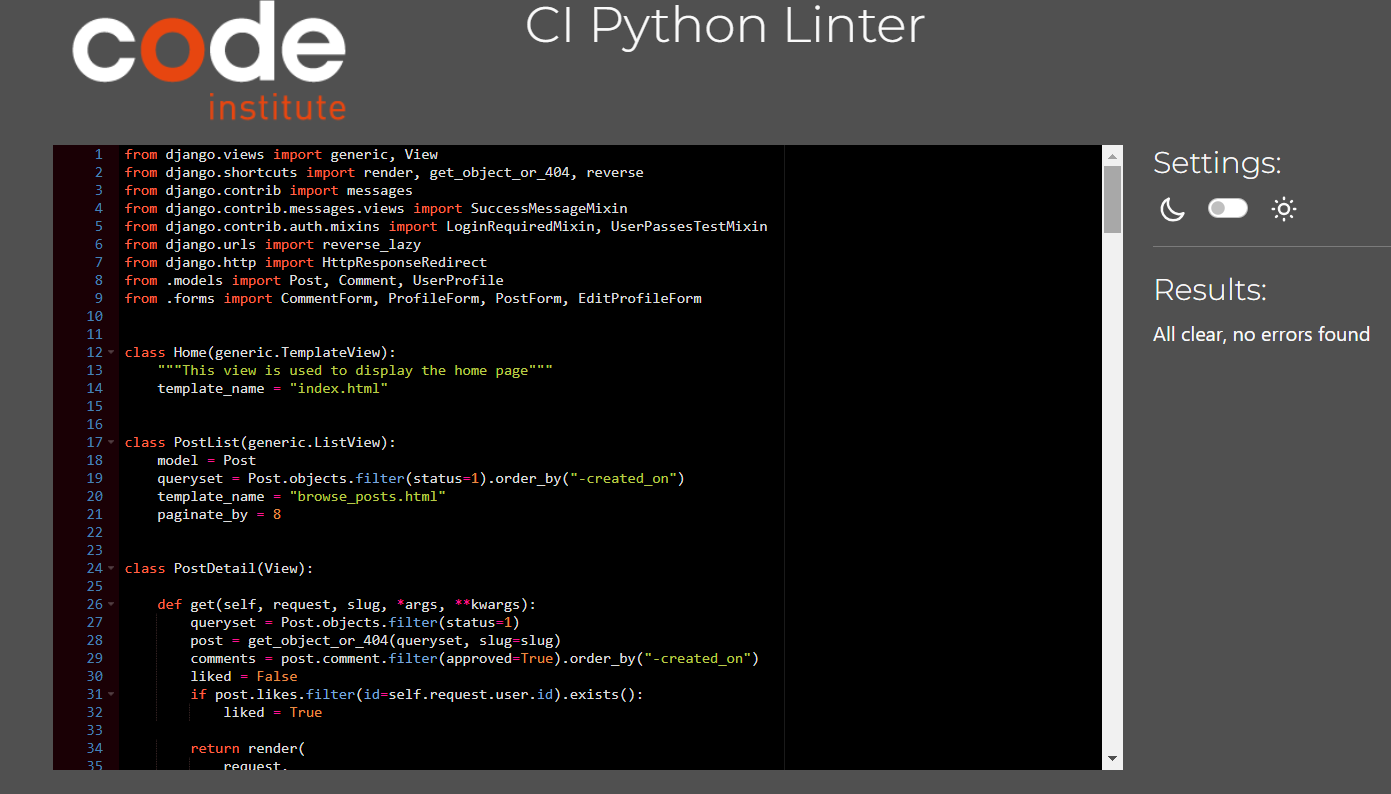 code
institute
CI Python Linter
1 from django.views import generic, View
2 from django.shortcuts import render, get_object_or_404, reverse
3 from django.contrib import messages
4 from django.contrib.messages.views import SuccessMessageMixin
5 from django.contrib.auth.mixins import LoginRequiredMixin, UserPassesTestMixin
6 from django.urls import reverse_lazy
7 from django.http import HttpResponseRedirect
8 from .models import Post, Comment, UserProfile
9 from .forms import CommentForm, ProfileForm, PostForm, EditProfileForm
10
11
12 class Home(generic.TemplateView):
13     """This view is used to display the home page"""
14     template_name = "index.html"
15
16
17 class PostList(generic.ListView):
18     model = Post
19     queryset = Post.objects.filter(status=1).order_by("-created_on")
20     template_name = "browse_posts.html"
21     paginate_by = 8
22
23
24 class PostDetail(View):
25
26     def get(self, request, slug, *args, **kwargs):
27         queryset = Post.objects.filter(status=1)
28         post = get_object_or_404(queryset, slug=slug)
29         comments = post.comment.filter(approved=True).order_by("-created_on")
30         liked = False
31         if post.likes.filter(id=self.request.user.id).exists():
32             liked = True
33
34         return render(
35             request,
Settings:
Results:
All clear, no errors found